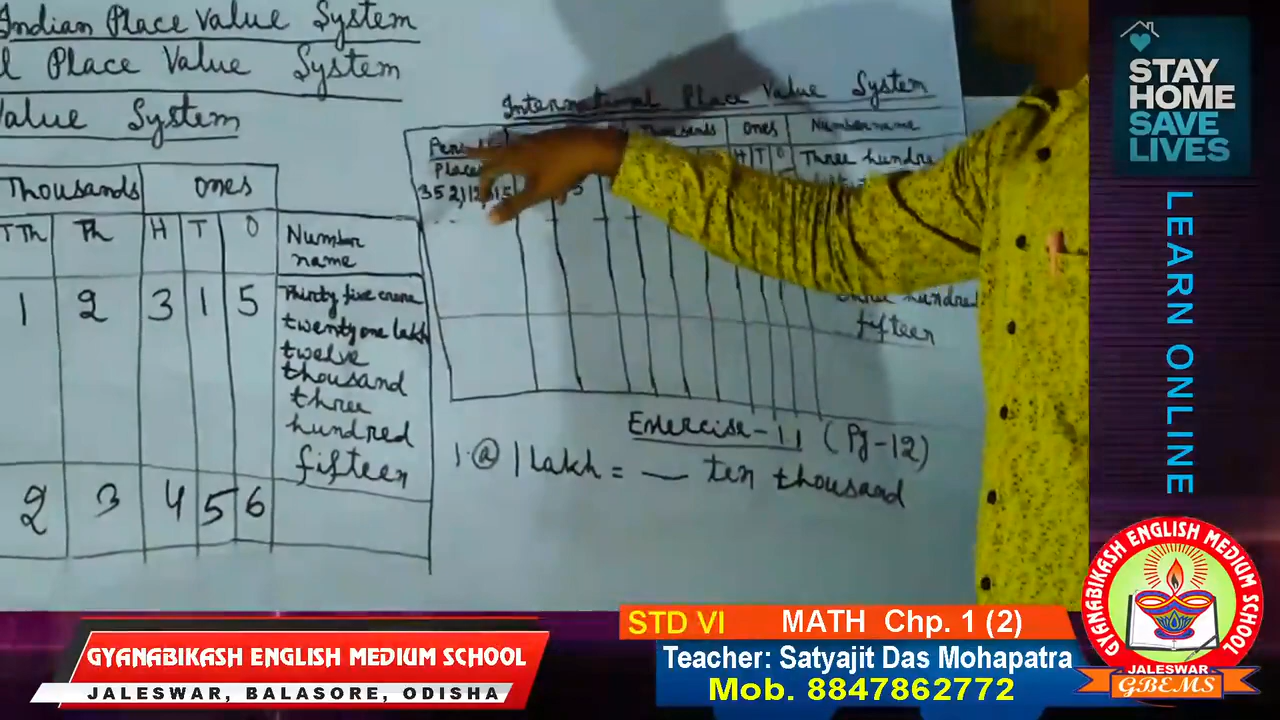 Indian Place Value System
l Place Value System
Value System
Thousands Ones
T Th Th H T O Number name
1 2 3 1 5 Thirty five crore
twenty one lakh
twelve
thousand
three
hundred
fifteen
2 3 4 5 6
International Place Value System
Thousands Ones Number name
Place H T O Three hundred
hundred
fifteen
Exercise - 1.1 (Pg-12)
1. (a) 1 Lakh = — ten thousand
STAY
HOME
SAVE
LIVES
LEARN ONLINE
GYANABIKASH ENGLISH MEDIUM SCHOOL
JALESWAR
GBEMS
GYANABIKASH ENGLISH MEDIUM SCHOOL
JALESWAR, BALASORE, ODISHA
STD VI MATH Chp. 1 (2)
Teacher: Satyajit Das Mohapatra
Mob. 8847862772